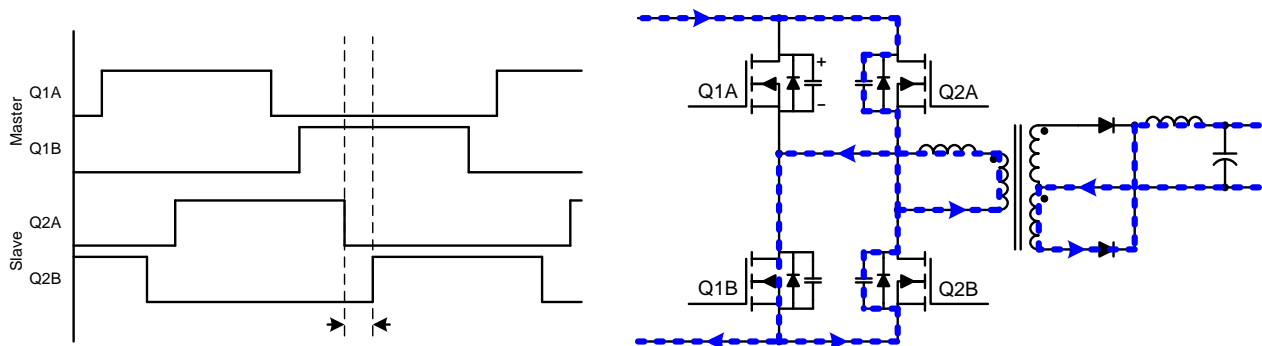 Master
Q1A
Q1B
Slave
Q2A
Q2B
Q1A
+
−
Q2A
Q1B
Q2B